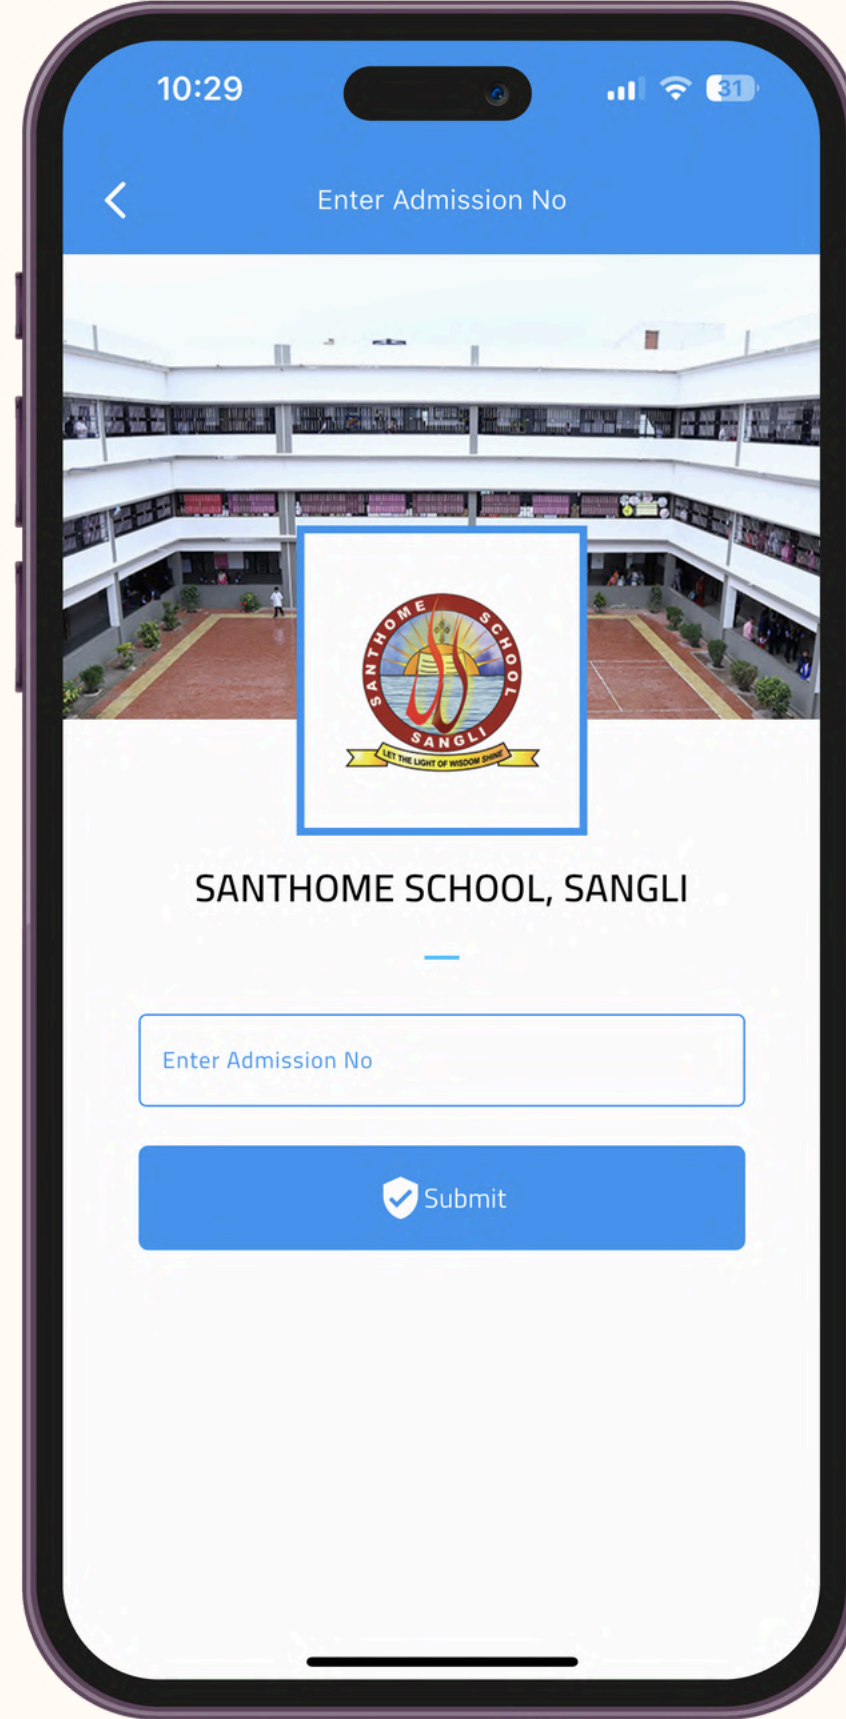 10:29
31
Enter Admission No
SANTHOME SCHOOL
SANGLI
LET THE LIGHT OF WISDOM SHINE
SANTHOME SCHOOL, SANGLI
Enter Admission No
Submit